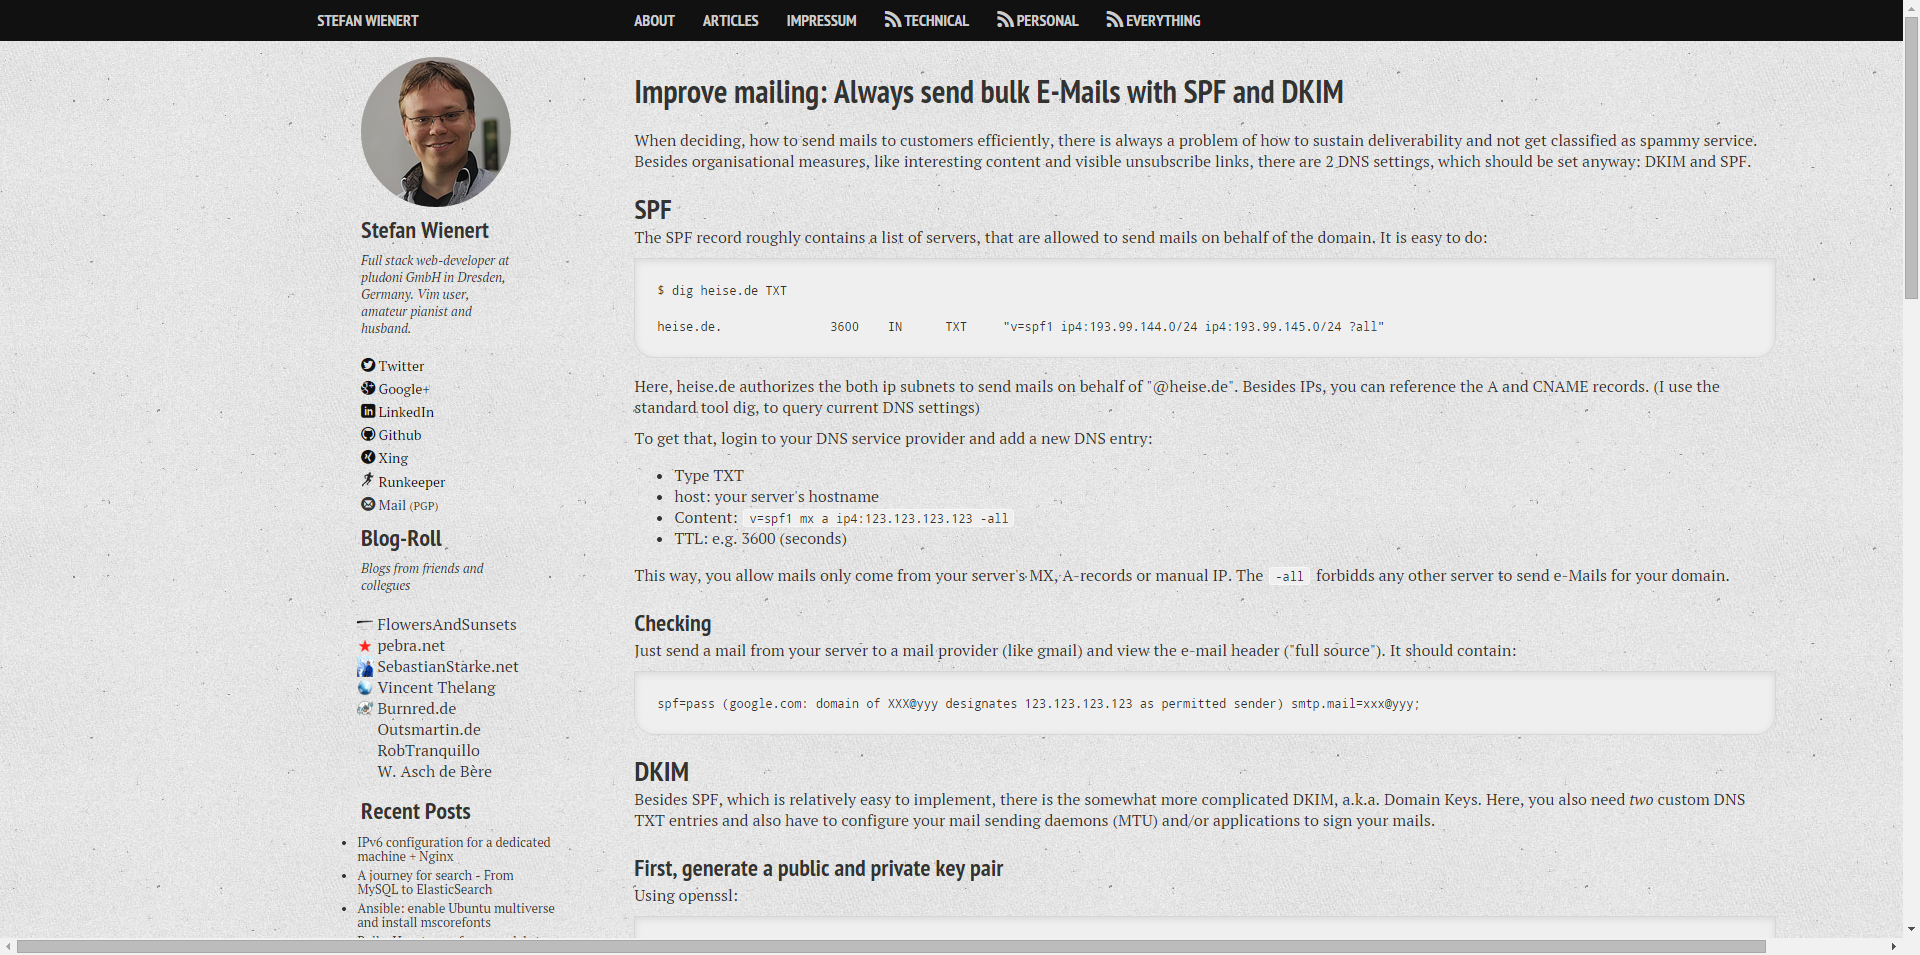 STEFAN WIENERT
ABOUT ARTICLES IMPRESSUM TECHNICAL PERSONAL EVERYTHING
Stefan Wienert
Full stack web-developer at
pludoni GmbH in Dresden,
Germany. Vim user,
amateur pianist and
husband.
Twitter
Google+
LinkedIn
Github
Xing
Runkeeper
Mail (PGP)
Blog-Roll
Blogs from friends and
collegues
FlowersAndSunsets
pebra.net
SebastianStarke.net
Vincent Thelang
Burnred.de
Outsmartin.de
RobTranquillo
W. Asch de Bère
Recent Posts
IPv6 configuration for a dedicated
machine + Nginx
A journey for search - From
MySQL to ElasticSearch
Ansible: enable Ubuntu multiverse
and install mscorefonts
Improve mailing: Always send bulk E-Mails with SPF and DKIM
When deciding, how to send mails to customers efficiently, there is always a problem of how to sustain deliverability and not get classified as spammy service.
Besides organisational measures, like interesting content and visible unsubscribe links, there are 2 DNS settings, which should be set anyway: DKIM and SPF.
SPF
The SPF record roughly contains a list of servers, that are allowed to send mails on behalf of the domain. It is easy to do:
$ dig heise.de TXT
heise.de. 3600 IN TXT "v=spf1 ip4:193.99.144.0/24 ip4:193.99.145.0/24 ?all"
Here, heise.de authorizes the both ip subnets to send mails on behalf of "@heise.de". Besides IPs, you can reference the A and CNAME records. (I use the
standard tool dig, to query current DNS settings)
To get that, login to your DNS service provider and add a new DNS entry:
• Type TXT
• host: your server's hostname
• Content: v=spf1 mx a ip4:123.123.123.123 -all
• TTL: e.g. 3600 (seconds)
This way, you allow mails only come from your server's MX, A-records or manual IP. The -all forbidds any other server to send e-Mails for your domain.
Checking
Just send a mail from your server to a mail provider (like gmail) and view the e-mail header ("full source"). It should contain:
spf=pass (google.com: domain of XXX@yyy designates 123.123.123.123 as permitted sender) smtp.mail=xxx@yyy;
DKIM
Besides SPF, which is relatively easy to implement, there is the somewhat more complicated DKIM, a.k.a. Domain Keys. Here, you also need two custom DNS
TXT entries and also have to configure your mail sending daemons (MTU) and/or applications to sign your mails.
First, generate a public and private key pair
Using openssl: